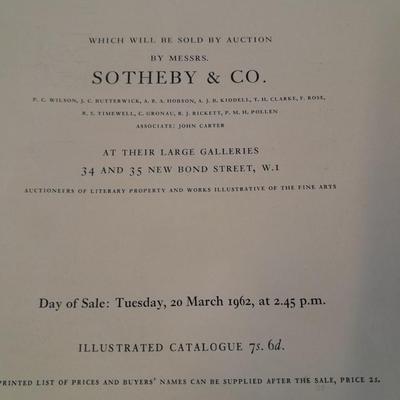 WHICH WILL BE SOLD BY AUCTION
BY MESSRS.
SOTHEBY & CO.
P. C. WILSON, J. C. BUTTERWICK, A. R. A. HOBSON, A. J. B. KIDDELL, T. H. CLARKE, F. ROSE,
R. S. TIMEWELL, C. GRONAU, R. J. RICKETT, P. M. H. POLLEN
ASSOCIATE: JOHN CARTER
AT THEIR LARGE GALLERIES
34 AND 35 NEW BOND STREET, W.1
AUCTIONEERS OF LITERARY PROPERTY AND WORKS ILLUSTRATIVE OF THE FINE ARTS
Day of Sale: Tuesday, 20 March 1962, at 2.45 p.m.
ILLUSTRATED CATALOGUE 7s. 6d.
PRINTED LIST OF PRICES AND BUYERS' NAMES CAN BE SUPPLIED AFTER THE SALE, PRICE 2s.